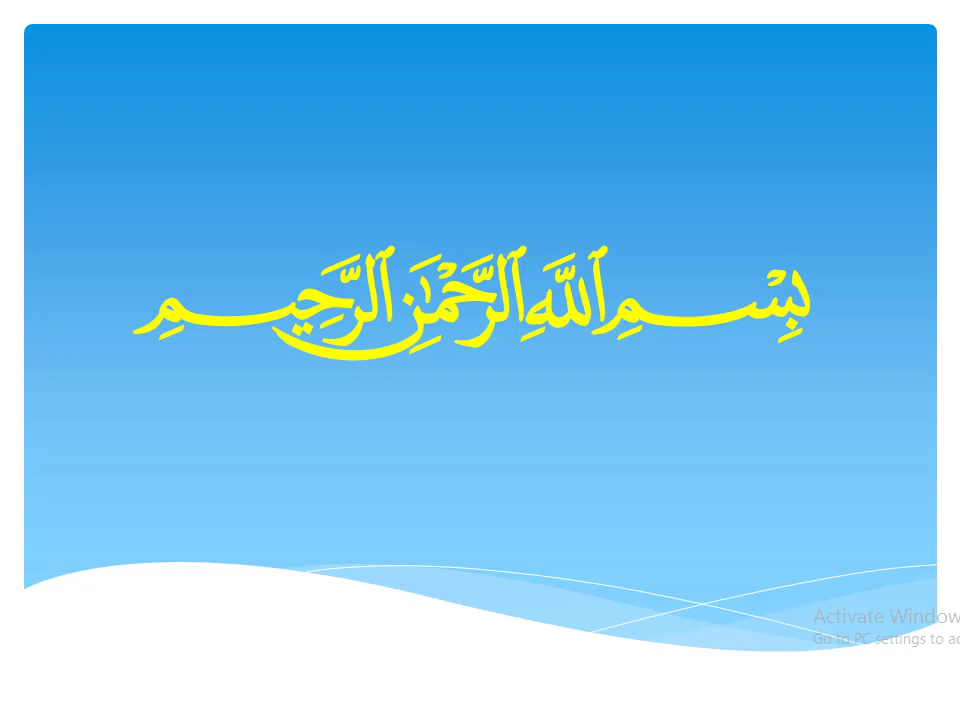 بِسْمِ ٱللَّهِ ٱلرَّحْمَٰنِ ٱلرَّحِيمِ
Activate Window
Go to PC settings to ac